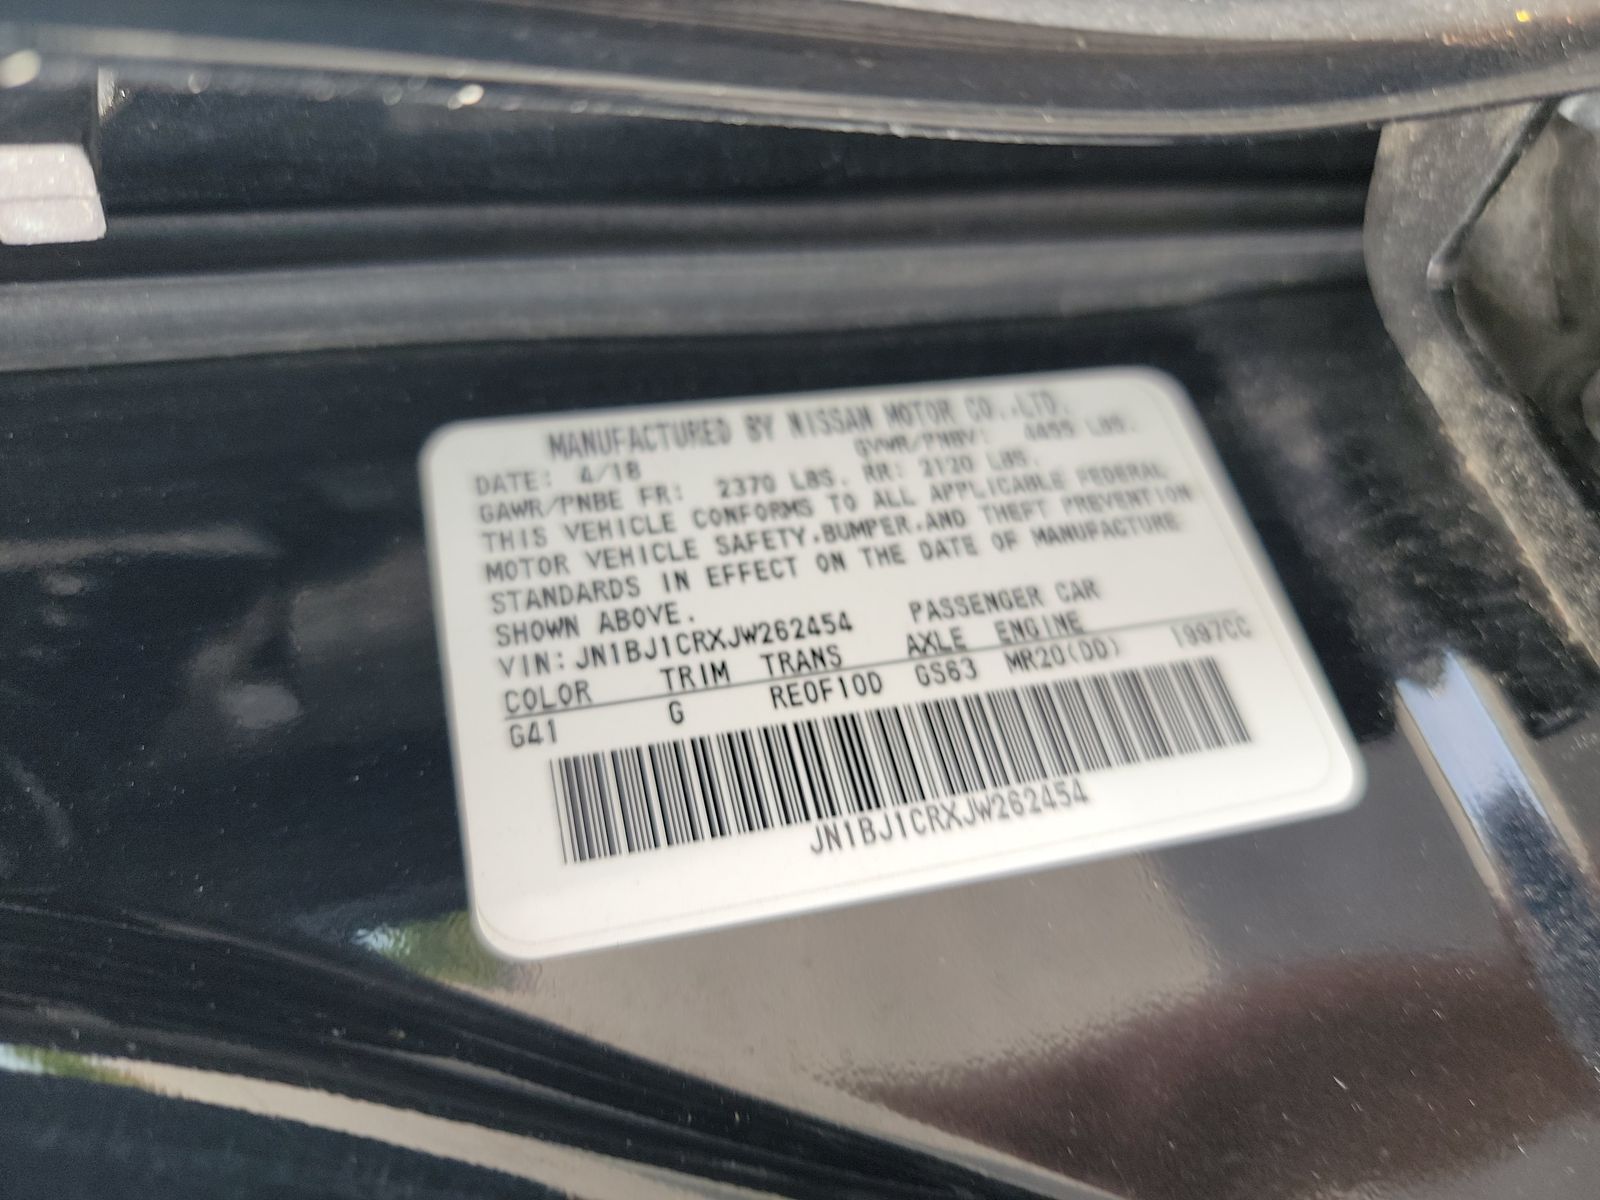 MANUFACTURED BY NISSAN MOTOR CO.,LTD.
DATE: 4/18 GVWR/PNBV: 4455 LBS.
GAWR/PNBE FR: 2370 LBS. RR: 2120 LBS.
THIS VEHICLE CONFORMS TO ALL APPLICABLE FEDERAL
MOTOR VEHICLE SAFETY,BUMPER,AND THEFT PREVENTION
STANDARDS IN EFFECT ON THE DATE OF MANUFACTURE
SHOWN ABOVE.
VIN: JN1BJ1CRXJW262454 PASSENGER CAR
COLOR TRIM TRANS AXLE ENGINE
G41 G RE0F10D GS63 MR20(DD) 1997CC
JN1BJ1CRXJW262454